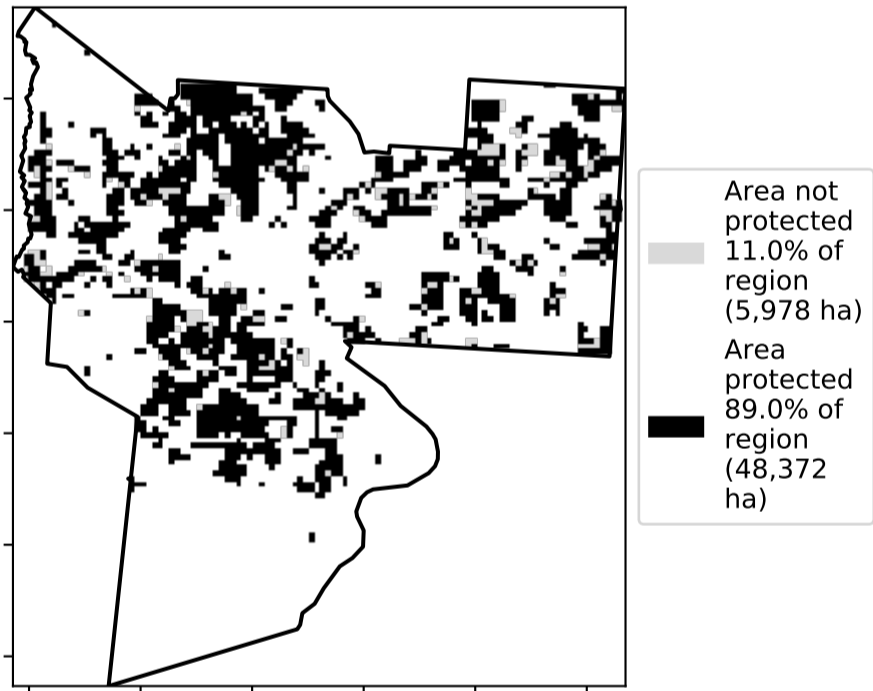 Area not
protected
11.0% of
region
(5,978 ha)
Area
protected
89.0% of
region
(48,372
ha)